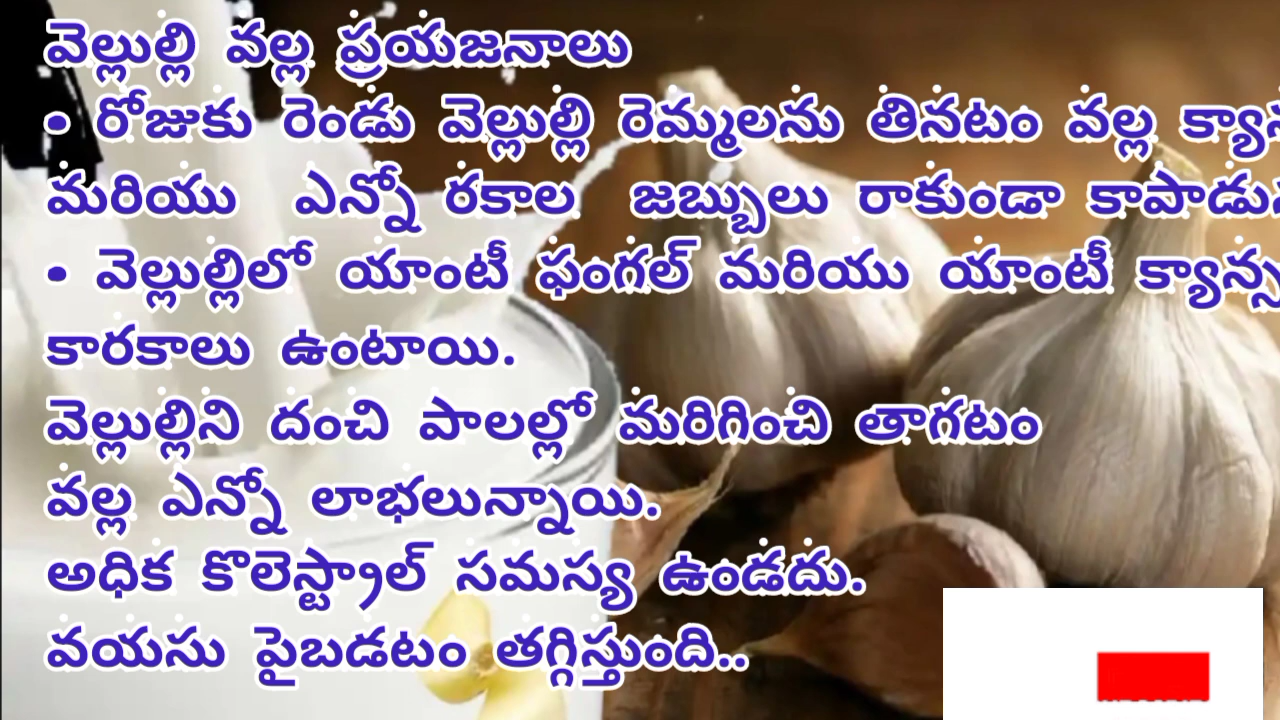 వెల్లుల్లి వల్ల ప్రయజనాలు
• రోజుకు రెండు వెల్లుల్లి రెమ్మలను తినటం వల్ల
మరియు ఎన్నో రకాల జబ్బులు రాకుండా
• వెల్లుల్లిలో యాంటీ ఫంగల్ మరియు యాంటీ
కారకాలు ఉంటాయి.
వెల్లుల్లిని దంచి పాలల్లో మరిగించి తాగటం
వల్ల ఎన్నో లాభలున్నాయి.
అధిక కొలెస్ట్రాల్ సమస్య ఉండదు.
వయసు పైబడటం తగ్గిస్తుంది..